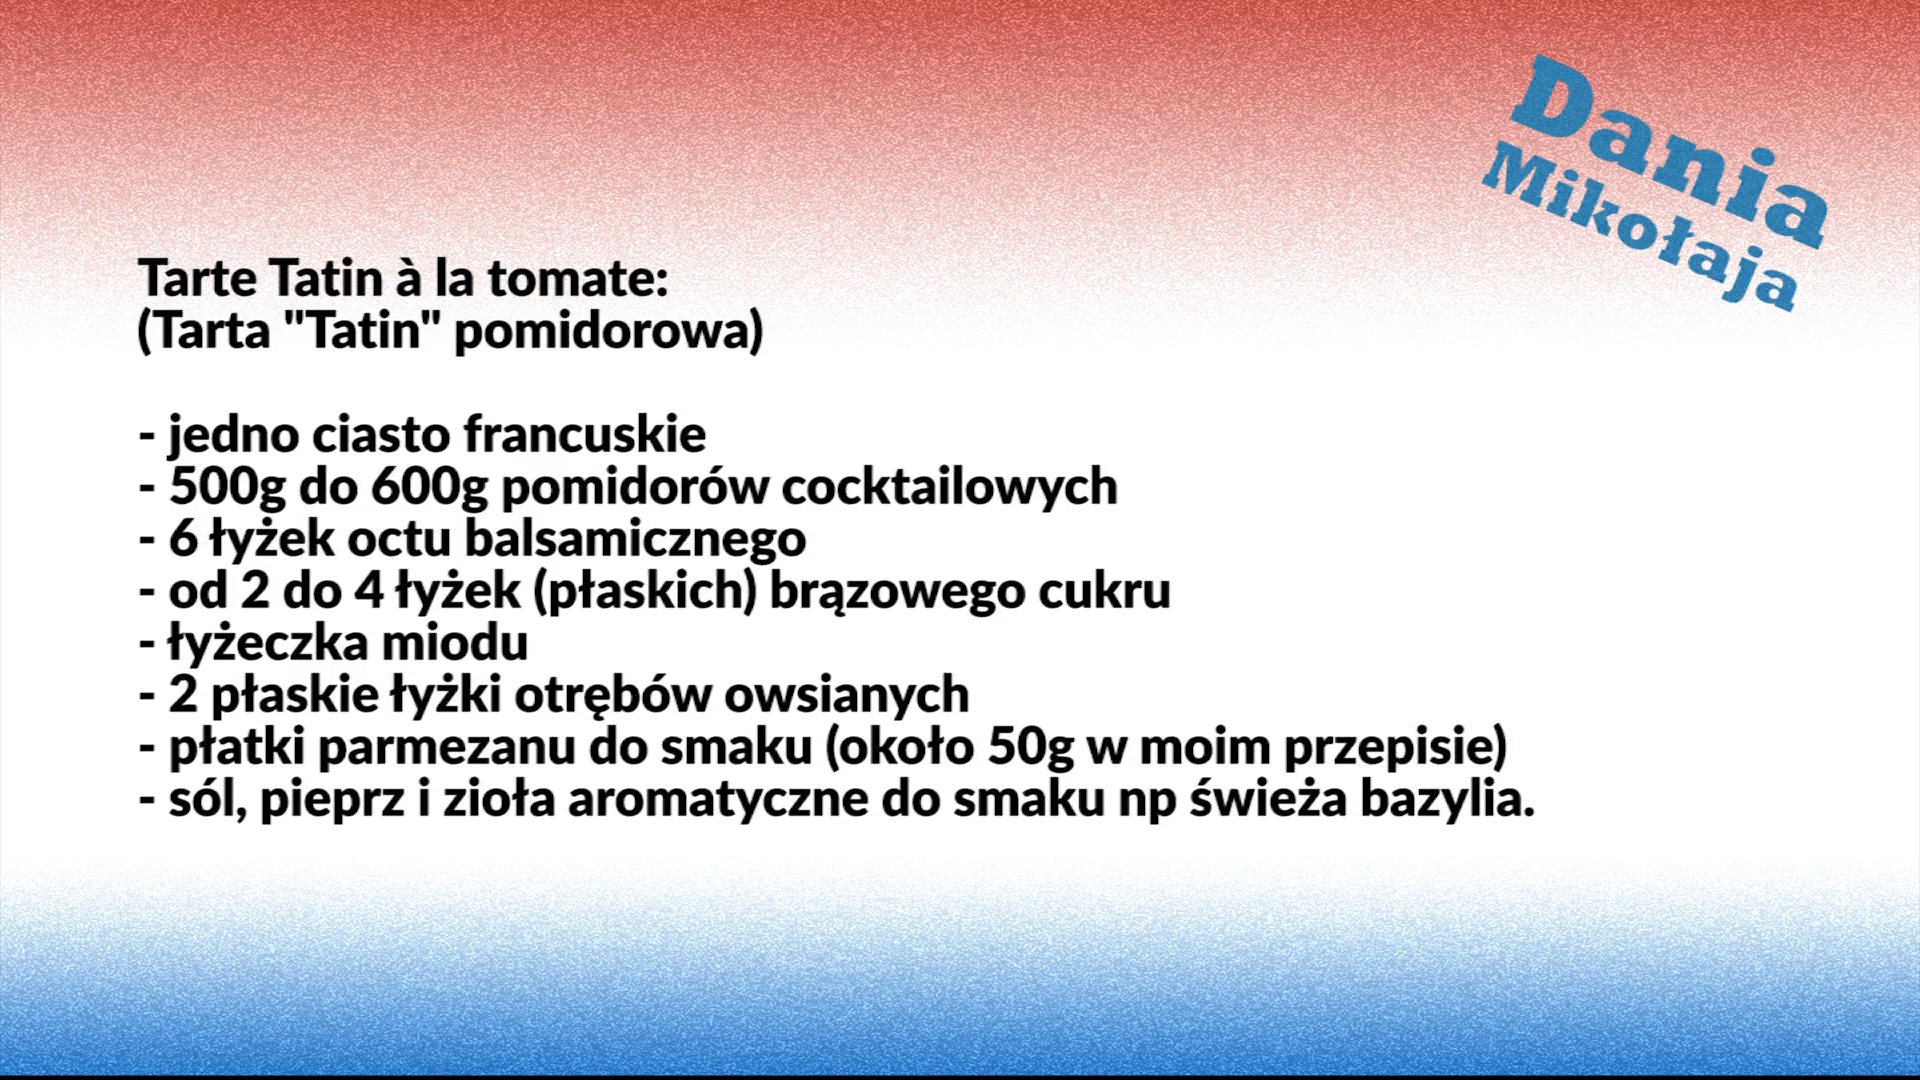 Dania
Mikołaja
Tarte Tatin à la tomate:
(Tarta "Tatin" pomidorowa)
- jedno ciasto francuskie
- 500g do 600g pomidorów cocktailowych
- 6 łyżek octu balsamicznego
- od 2 do 4 łyżek (płaskich) brązowego cukru
- łyżeczka miodu
- 2 płaskie łyżki otrębów owsianych
- płatki parmezanu do smaku (około 50g w moim przepisie)
- sól, pieprz i zioła aromatyczne do smaku np świeża bazylia.